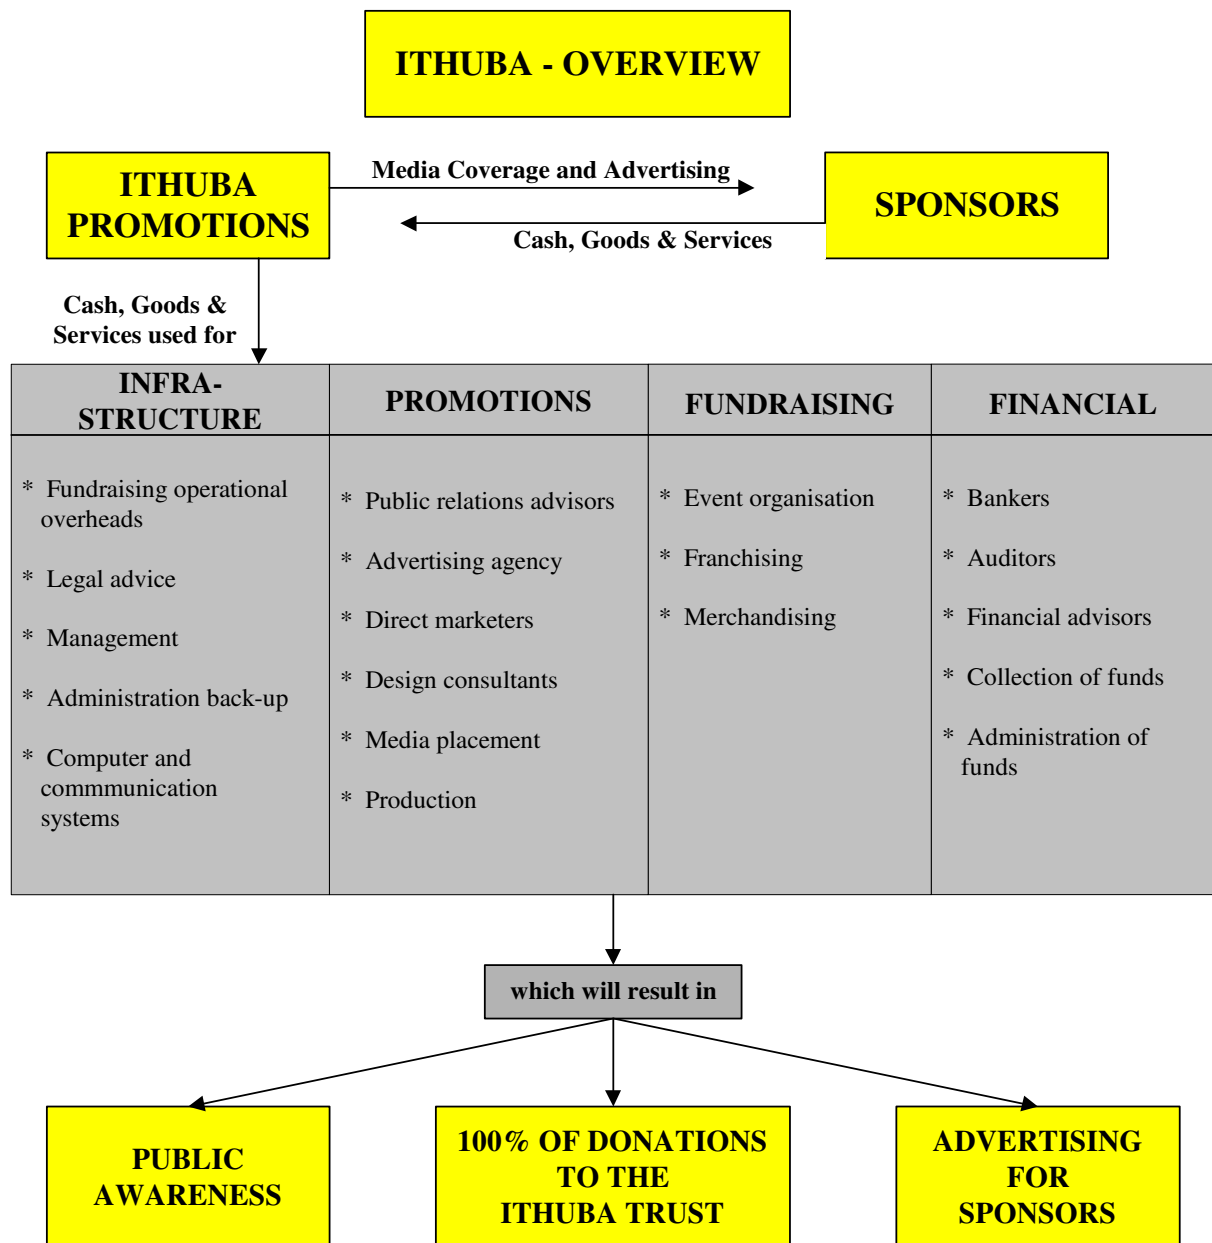 ITHUBA - OVERVIEW
ITHUBA
PROMOTIONS
Media Coverage and Advertising
Cash, Goods & Services
SPONSORS
Cash, Goods &
Services used for
INFRA-
STRUCTURE
* Fundraising operational
overheads
* Legal advice
* Management
* Administration back-up
* Computer and
commmunication
systems
PROMOTIONS
* Public relations advisors
* Advertising agency
* Direct marketers
* Design consultants
* Media placement
* Production
FUNDRAISING
* Event organisation
* Franchising
* Merchandising
FINANCIAL
* Bankers
* Auditors
* Financial advisors
* Collection of funds
* Administration of
funds
which will result in
PUBLIC
AWARENESS
100% OF DONATIONS
TO THE
ITHUBA TRUST
ADVERTISING
FOR
SPONSORS